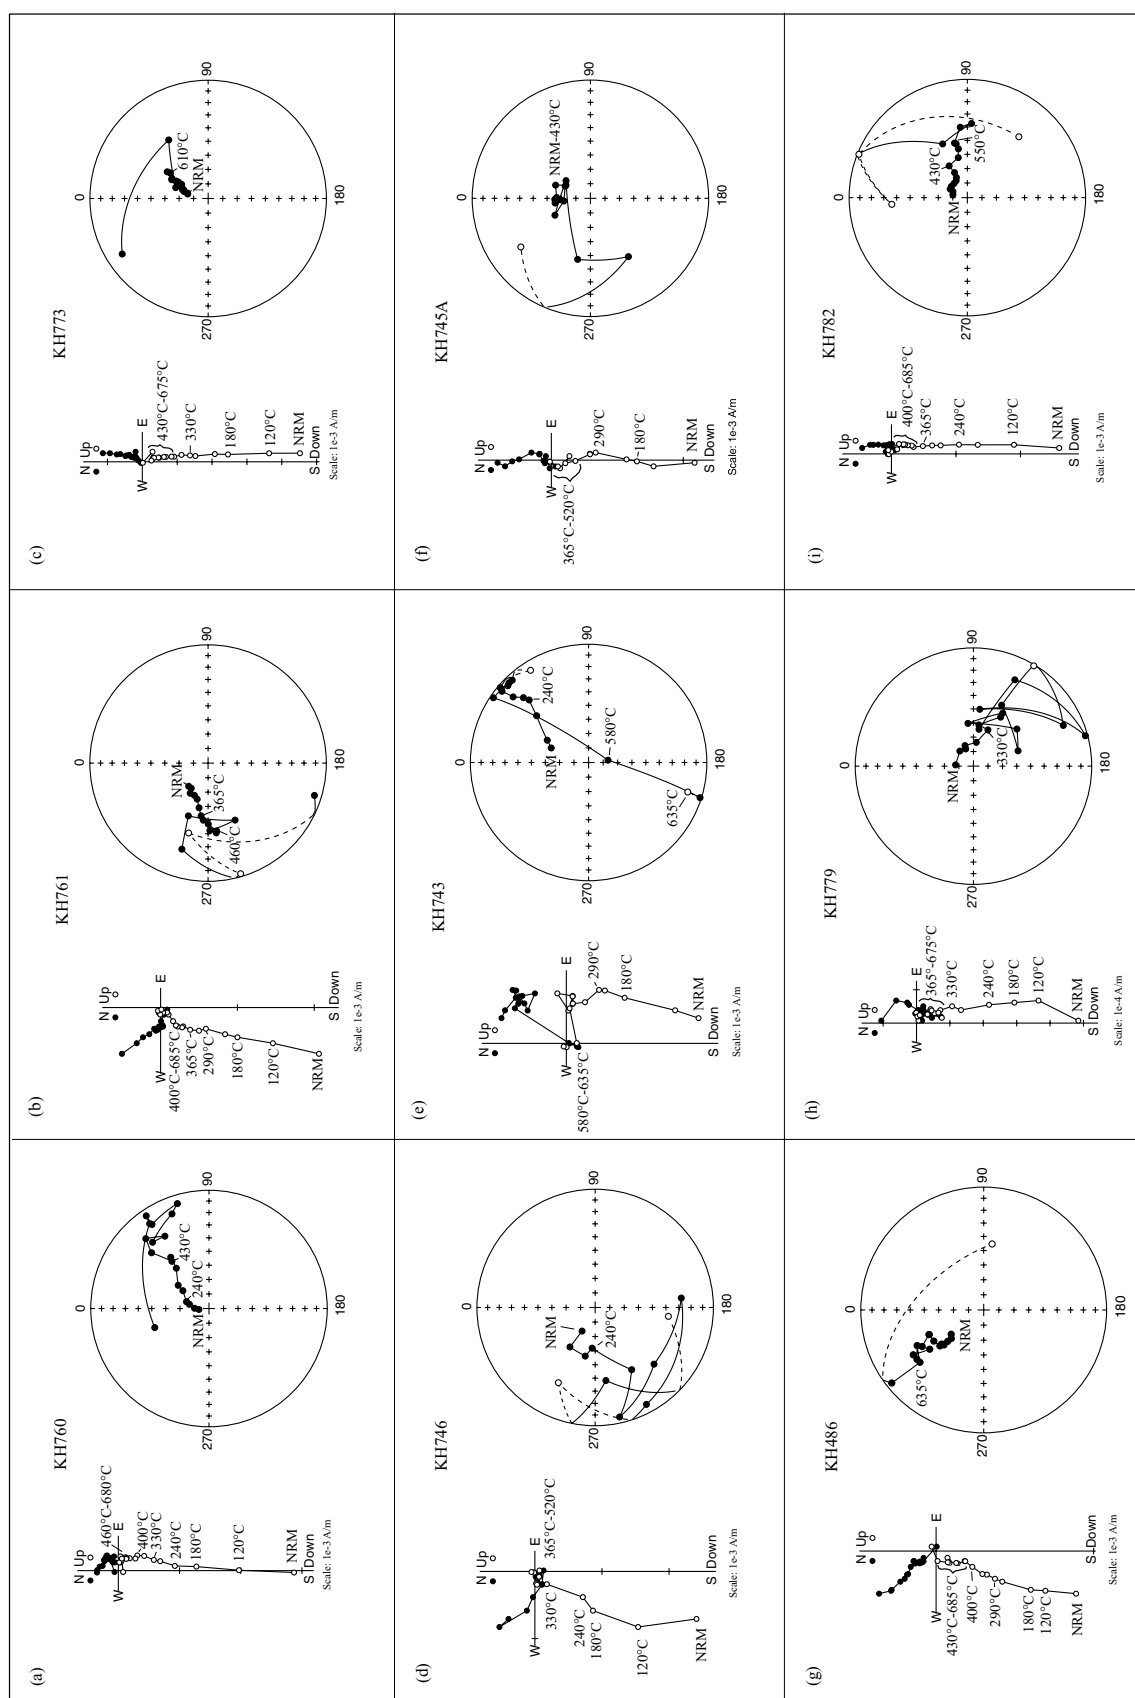 (a)
KH760
N
Up
W
E
460°C-680°C
400°C
330°C
240°C
180°C
120°C
NRM
S
Down
Scale: 1e-3 A/m
0
90
180
270
NRM
240°C
430°C
(b)
KH761
N
Up
W
E
400°C-685°C
365°C
290°C
180°C
120°C
NRM
S
Down
Scale: 1e-3 A/m
0
90
180
270
NRM
365°C
460°C
(c)
KH773
N
Up
W
E
430°C-675°C
330°C
180°C
120°C
NRM
S
Down
Scale: 1e-3 A/m
0
90
180
270
610°C
NRM
(d)
KH746
N
Up
W
E
365°C-520°C
330°C
240°C
180°C
120°C
NRM
S
Down
Scale: 1e-3 A/m
0
90
180
270
NRM
240°C
(e)
KH743
N
Up
W
E
580°C-635°C
290°C
180°C
NRM
S
Down
Scale: 1e-3 A/m
0
90
180
270
NRM
240°C
580°C
635°C
(f)
KH745A
N
Up
W
E
365°C-520°C
290°C
180°C
NRM
S
Down
Scale: 1e-3 A/m
0
90
180
270
NRM-430°C
(g)
KH486
N
Up
W
E
430°C-685°C
400°C
290°C
180°C
120°C
NRM
S
Down
Scale: 1e-3 A/m
0
90
180
270
NRM
635°C
(h)
KH779
N
Up
W
E
365°-675°C
330°C
240°C
180°C
120°C
NRM
S
Down
Scale: 1e-4 A/m
0
90
180
270
NRM
330°C
(i)
KH782
N
Up
W
E
400°C-685°C
365°C
240°C
120°C
NRM
S
Down
Scale: 1e-3 A/m
0
90
180
270
NRM
430°C
550°C